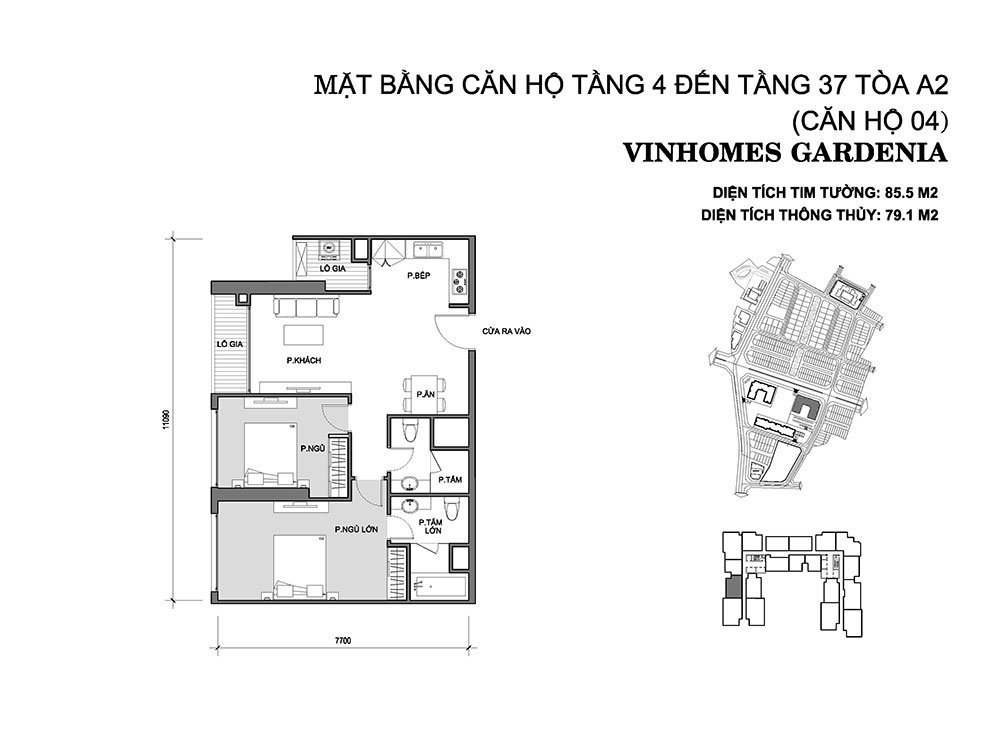 MẶT BẰNG CĂN HỘ TẦNG 4 ĐẾN TẦNG 37 TÒA A2
(CĂN HỘ 04)
VINHOMES GARDENIA
DIỆN TÍCH TIM TƯỜNG: 85.5 M2
DIỆN TÍCH THÔNG THỦY: 79.1 M2
LÔ GIA
P.BẾP
CỬA RA VÀO
LÔ GIA
P.KHÁCH
P.ĂN
11090
P.NGỦ
P.TẮM
P.NGỦ LỚN
P.TẮM
LỚN
7700